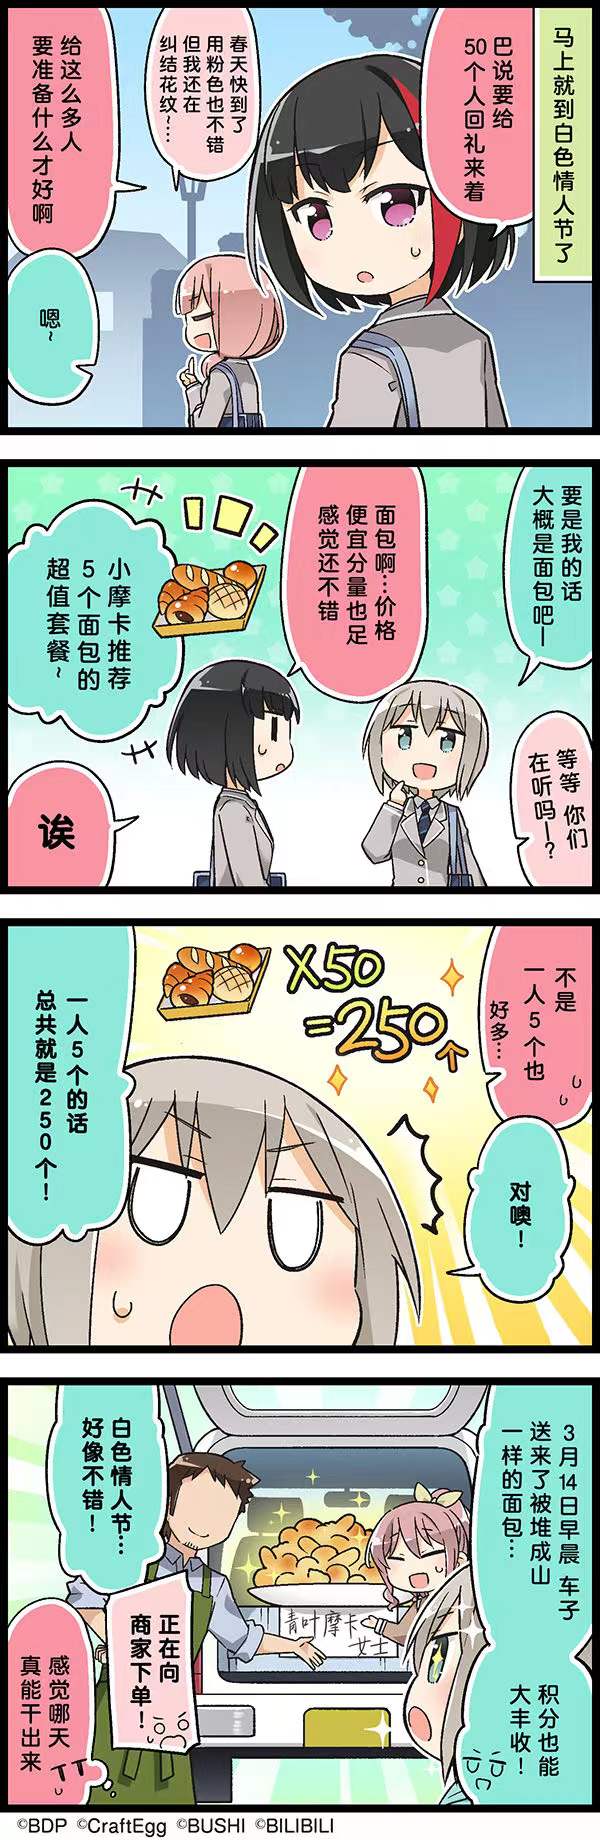 马上就到白色情人节了
巴说要给
50个人回礼来着
春天快到了
用粉色也不错
但我还在
纠结花纹~…
给这么多人
要准备什么才好啊
嗯~
要是我的话
大概是面包吧ー
面包啊…价格
便宜分量也足
感觉还不错
小摩卡推荐
5个面包的
超值套餐~
等等 你们
在听吗ー?
诶
不是
一人5个也
好多…
X50
=250个
对噢!
一人5个的话
总共就是250个!
3月14日早晨 车子
送来了被堆成山
一样的面包…
青叶摩卡
女士
白色情人节…
好像不错!
积分也能
大丰收!
正在向
商家下单!
感觉哪天
真能干出来
©BDP ©CraftEgg ©BUSHI ©BILIBILI